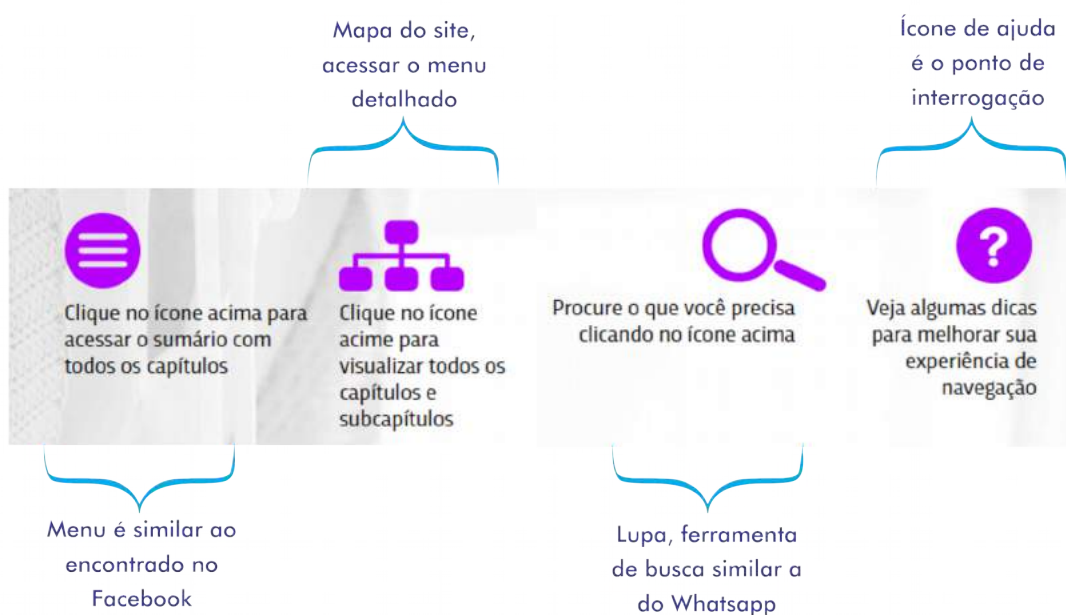 Mapa do site,
acessar o menu
detalhado
Ícone de ajuda
é o ponto de
interrogação
?
Clique no ícone acima para
acessar o sumário com
todos os capítulos
Clique no ícone
acime para
visualizar todos os
capítulos e
subcapítulos
Procure o que você precisa
clicando no ícone acima
Veja algumas dicas
para melhorar sua
experiência de
navegação
Menu é similar ao
encontrado no
Facebook
Lupa, ferramenta
de busca similar a
do Whatsapp